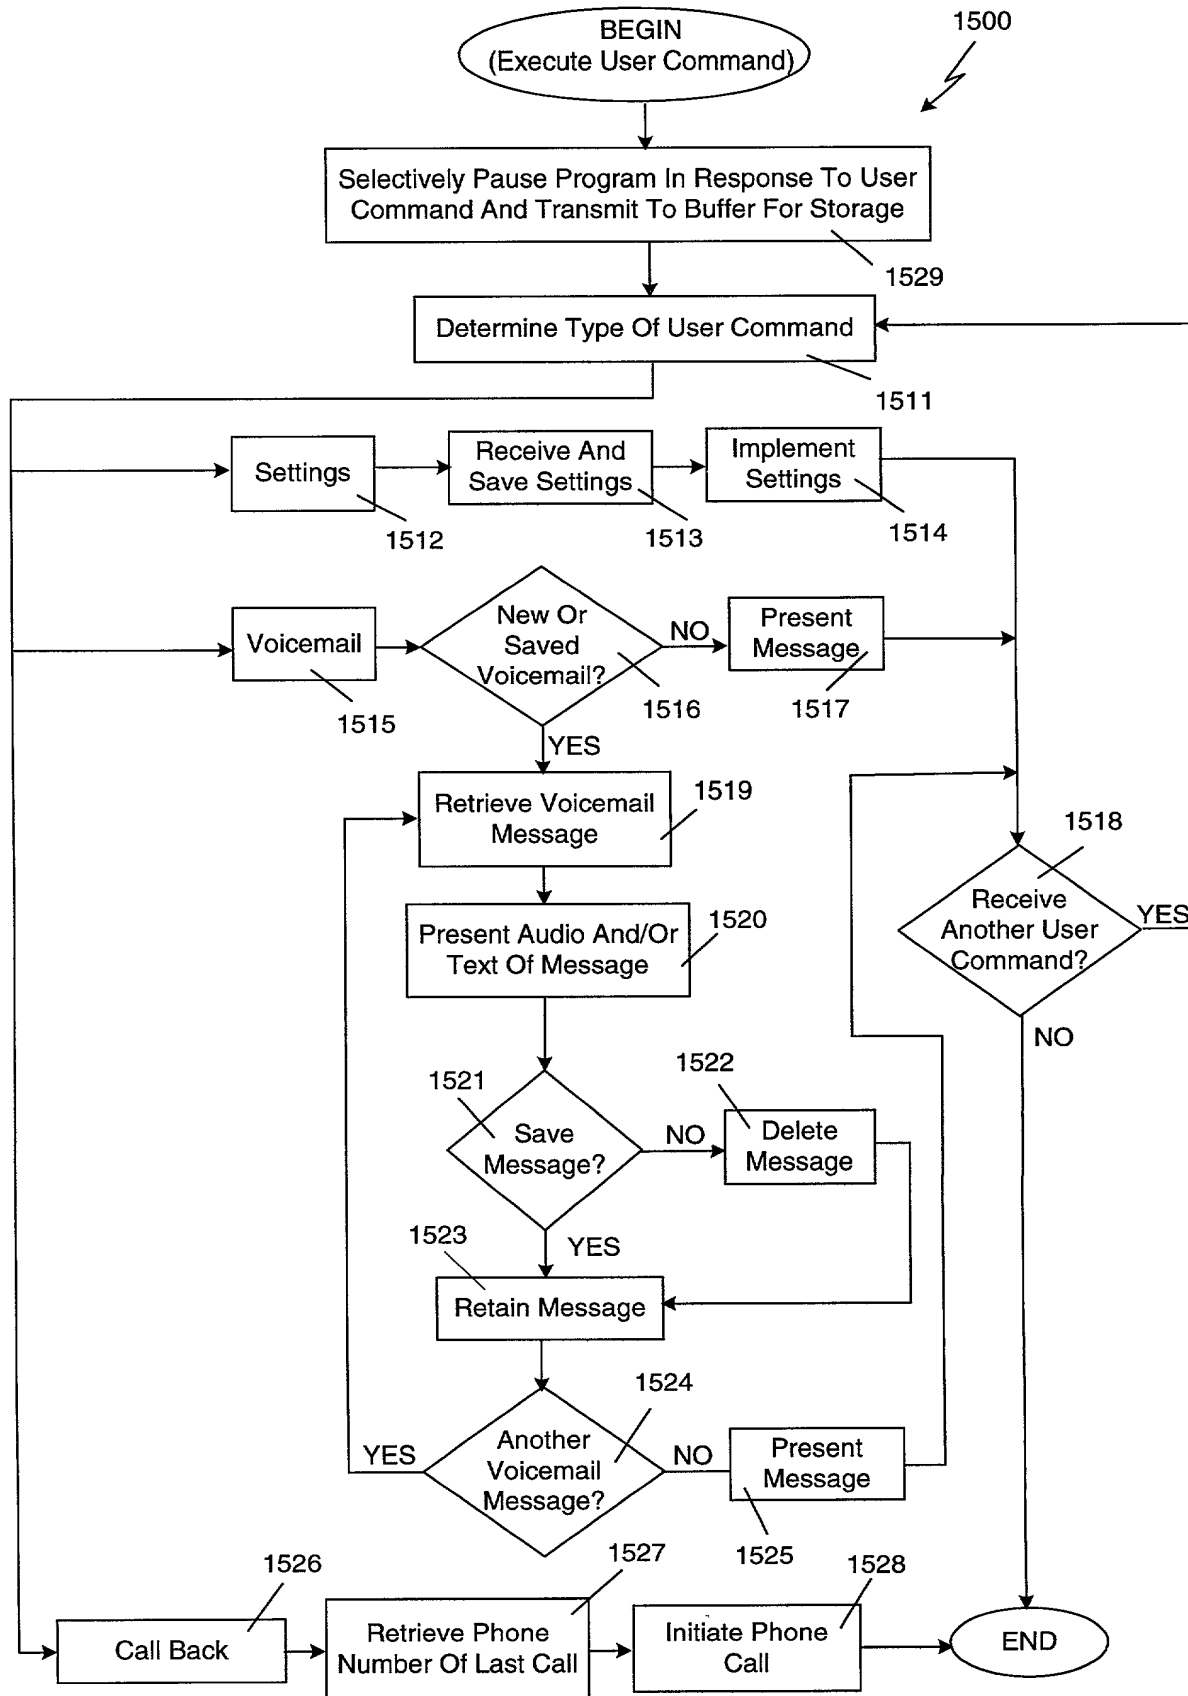 BEGIN
(Execute User Command)
1500
Selectively Pause Program In Response To User
Command And Transmit To Buffer For Storage
1529
Determine Type Of User Command
1511
Settings
1512
Receive And
Save Settings
1513
Implement
Settings
1514
Voicemail
1515
New Or
Saved
Voicemail?
1516
NO
Present
Message
1517
YES
Retrieve Voicemail
Message
1519
1518
Receive
Another User
Command?
YES
NO
Present Audio And/Or
Text Of Message
1520
1521
Save
Message?
NO
1522
Delete
Message
YES
1523
Retain Message
1524
Another
Voicemail
Message?
YES
NO
Present
Message
1525
1526
Call Back
1527
Retrieve Phone
Number Of Last Call
1528
Initiate Phone
Call
END